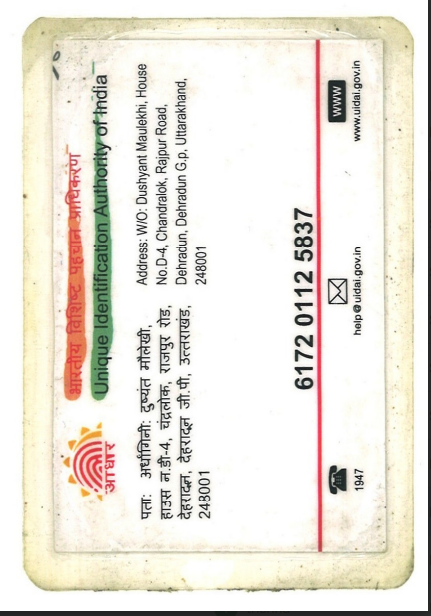 भारतीय विशिष्ट पहचान प्राधिकरण
Unique Identification Authority of India
आधार
पता: अर्धांगिनी: दुष्यंत मौलेखी,
हाउस न.डी-4, चंद्रलोक, राजपुर रोड,
देहरादून, देहरादून जी.पी, उत्तराखंड,
248001
Address: W/O: Dushyant Maulekhi, House
No.D-4, Chandralok, Rajpur Road,
Dehradun, Dehradun G.p, Uttarakhand,
248001
6172 0112 5837
1947
help@uidai.gov.in
www
www.uidai.gov.in